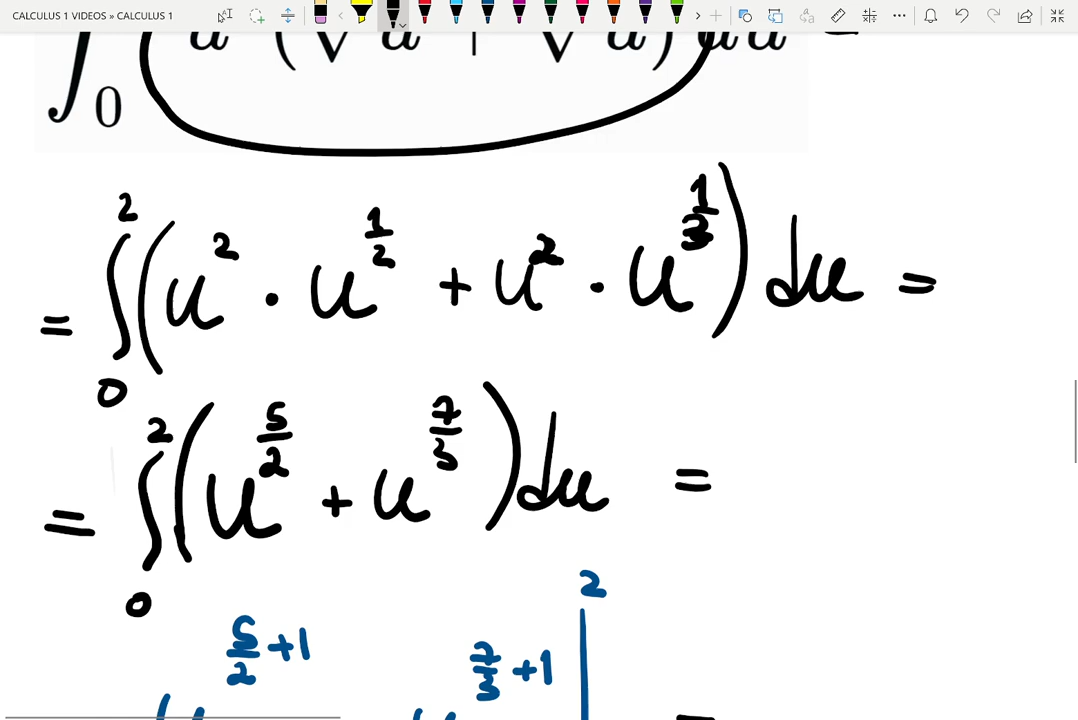 CALCULUS 1 VIDEOS » CALCULUS 1
∫₀
= ∫₀² (u² · u^(1/2) + u² · u^(1/3)) du =
= ∫₀² (u^(5/2) + u^(7/3)) du =
5/2 +1 7/3 +1 | 2